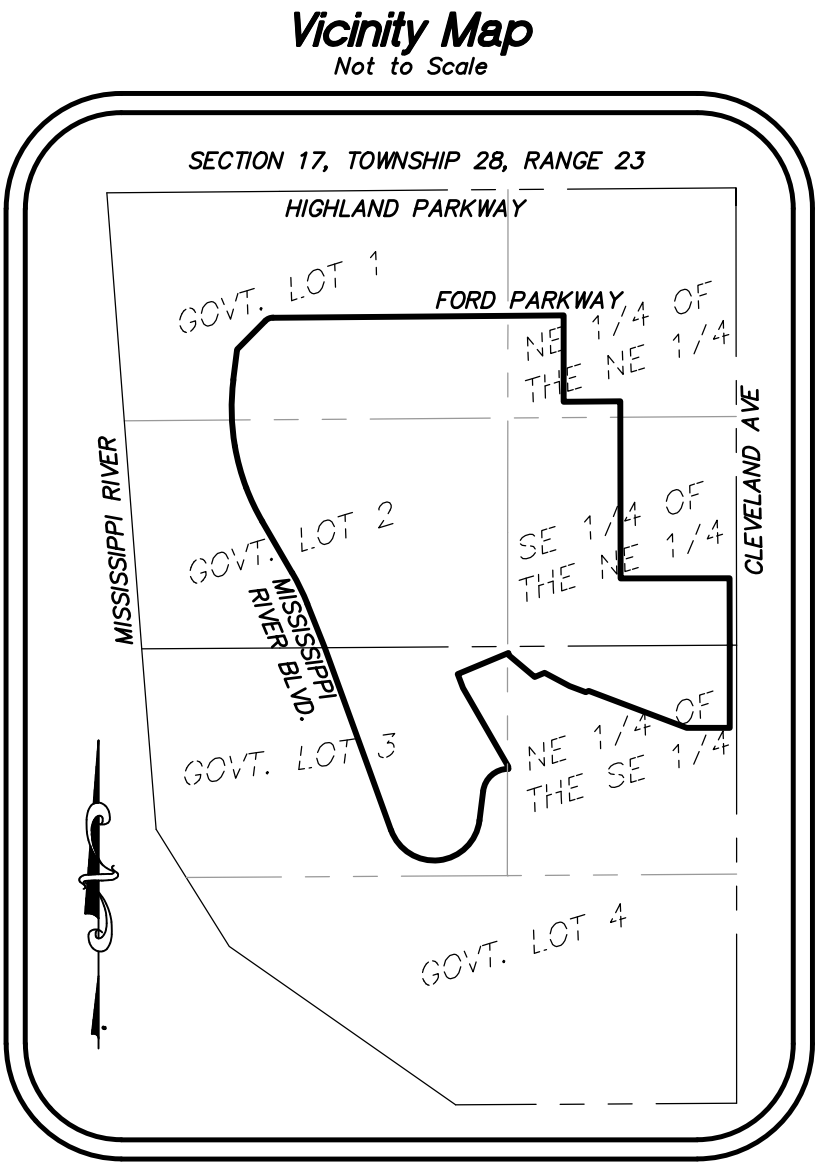 Vicinity Map
Not to Scale
SECTION 17, TOWNSHIP 28, RANGE 23
HIGHLAND PARKWAY
GOVT. LOT 1
FORD PARKWAY
NE 1/4 OF
THE NE 1/4
MISSISSIPPI RIVER
CLEVELAND AVE
GOVT. LOT 2
SE 1/4 OF
THE NE 1/4
MISSISSIPPI
RIVER BLVD.
GOVT. LOT 3
NE 1/4 OF
THE SE 1/4
GOVT. LOT 4